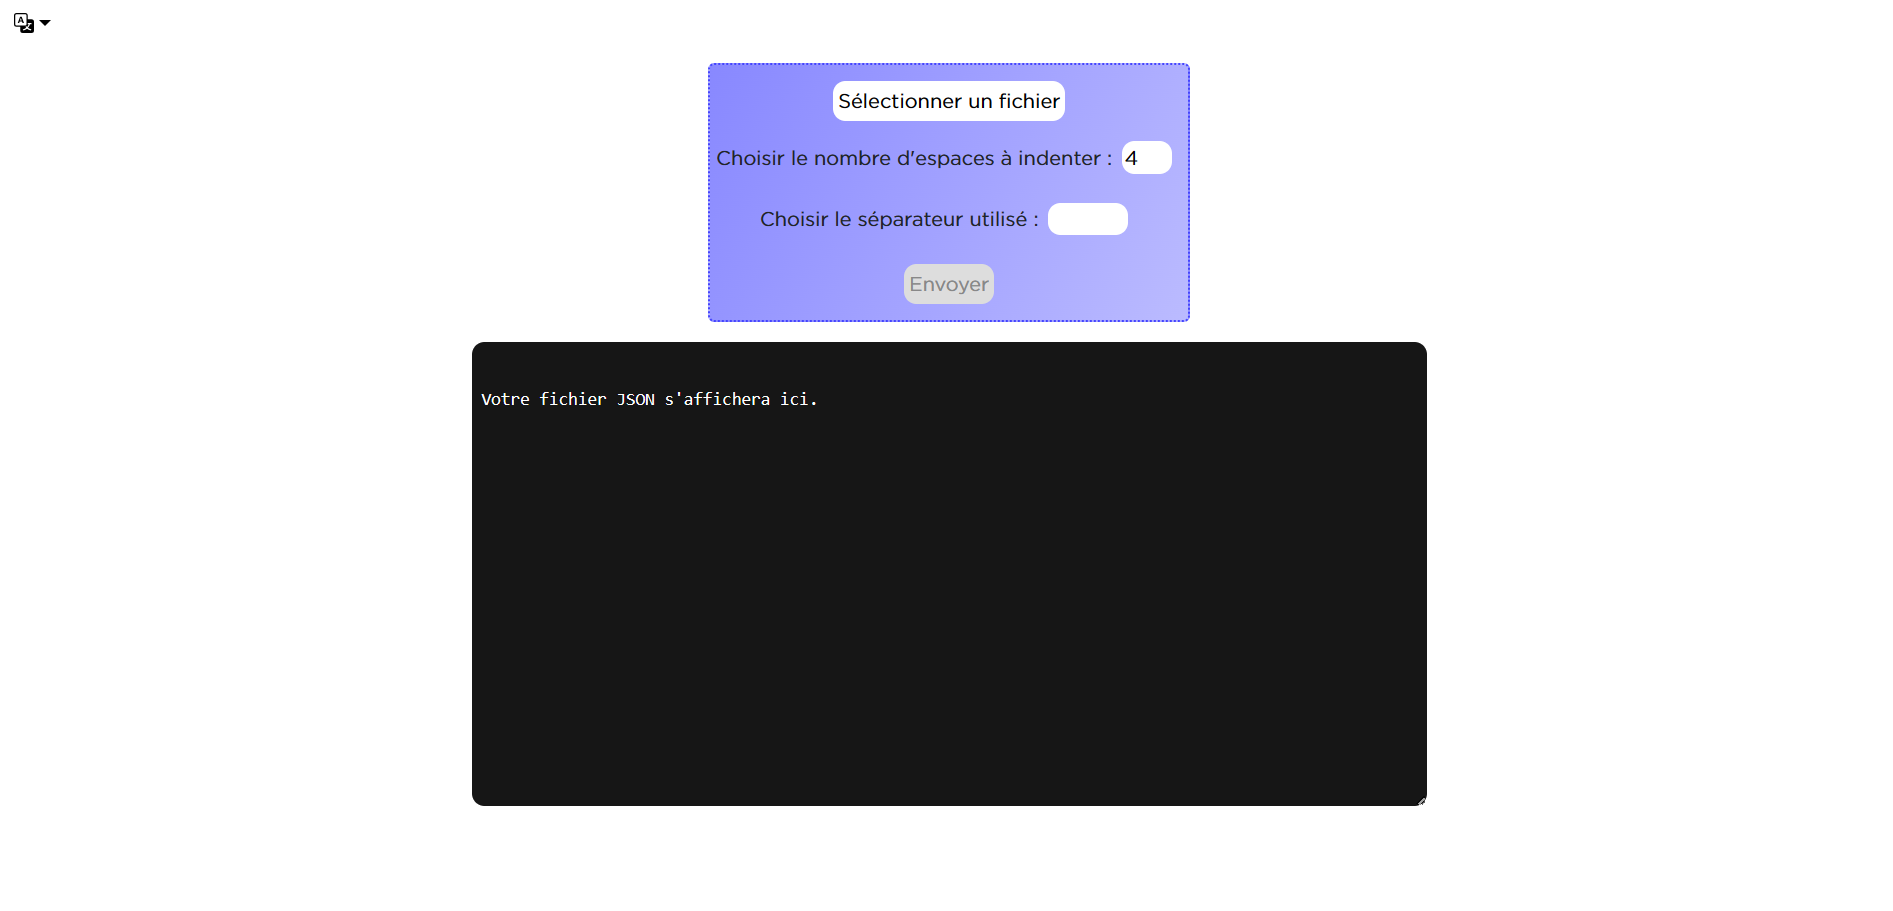 A 文
Sélectionner un fichier
Choisir le nombre d'espaces à indenter : 4
Choisir le séparateur utilisé :
Envoyer
Votre fichier JSON s'affichera ici.